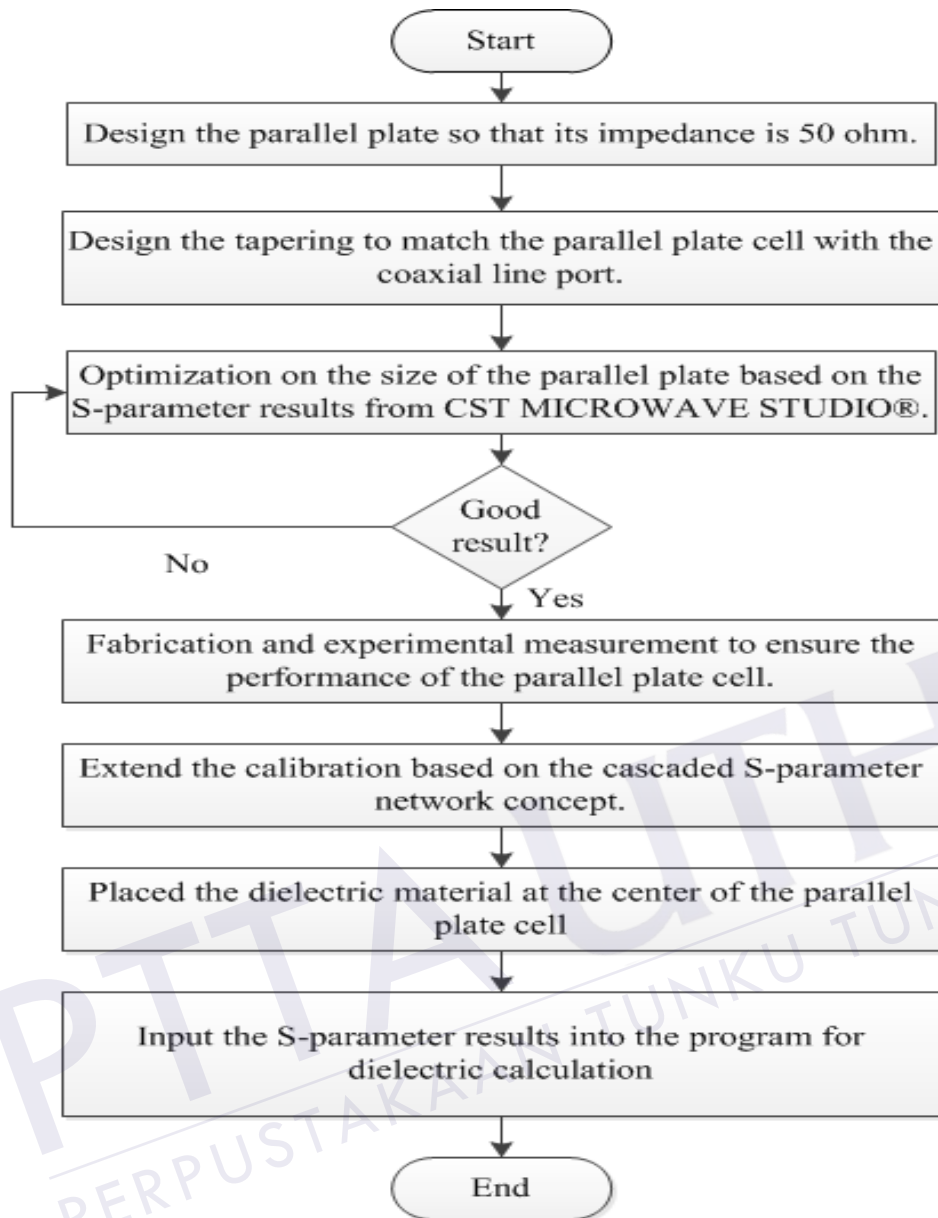 Start
Design the parallel plate so that its impedance is 50 ohm.
Design the tapering to match the parallel plate cell with the
coaxial line port.
Optimization on the size of the parallel plate based on the
S-parameter results from CST MICROWAVE STUDIO®.
Good
result?
No
Yes
Fabrication and experimental measurement to ensure the
performance of the parallel plate cell.
Extend the calibration based on the cascaded S-parameter
network concept.
Placed the dielectric material at the center of the parallel
plate cell
Input the S-parameter results into the program for
dielectric calculation
End
PTTAUTH
PERPUSTAKAAN TUNKU TUN